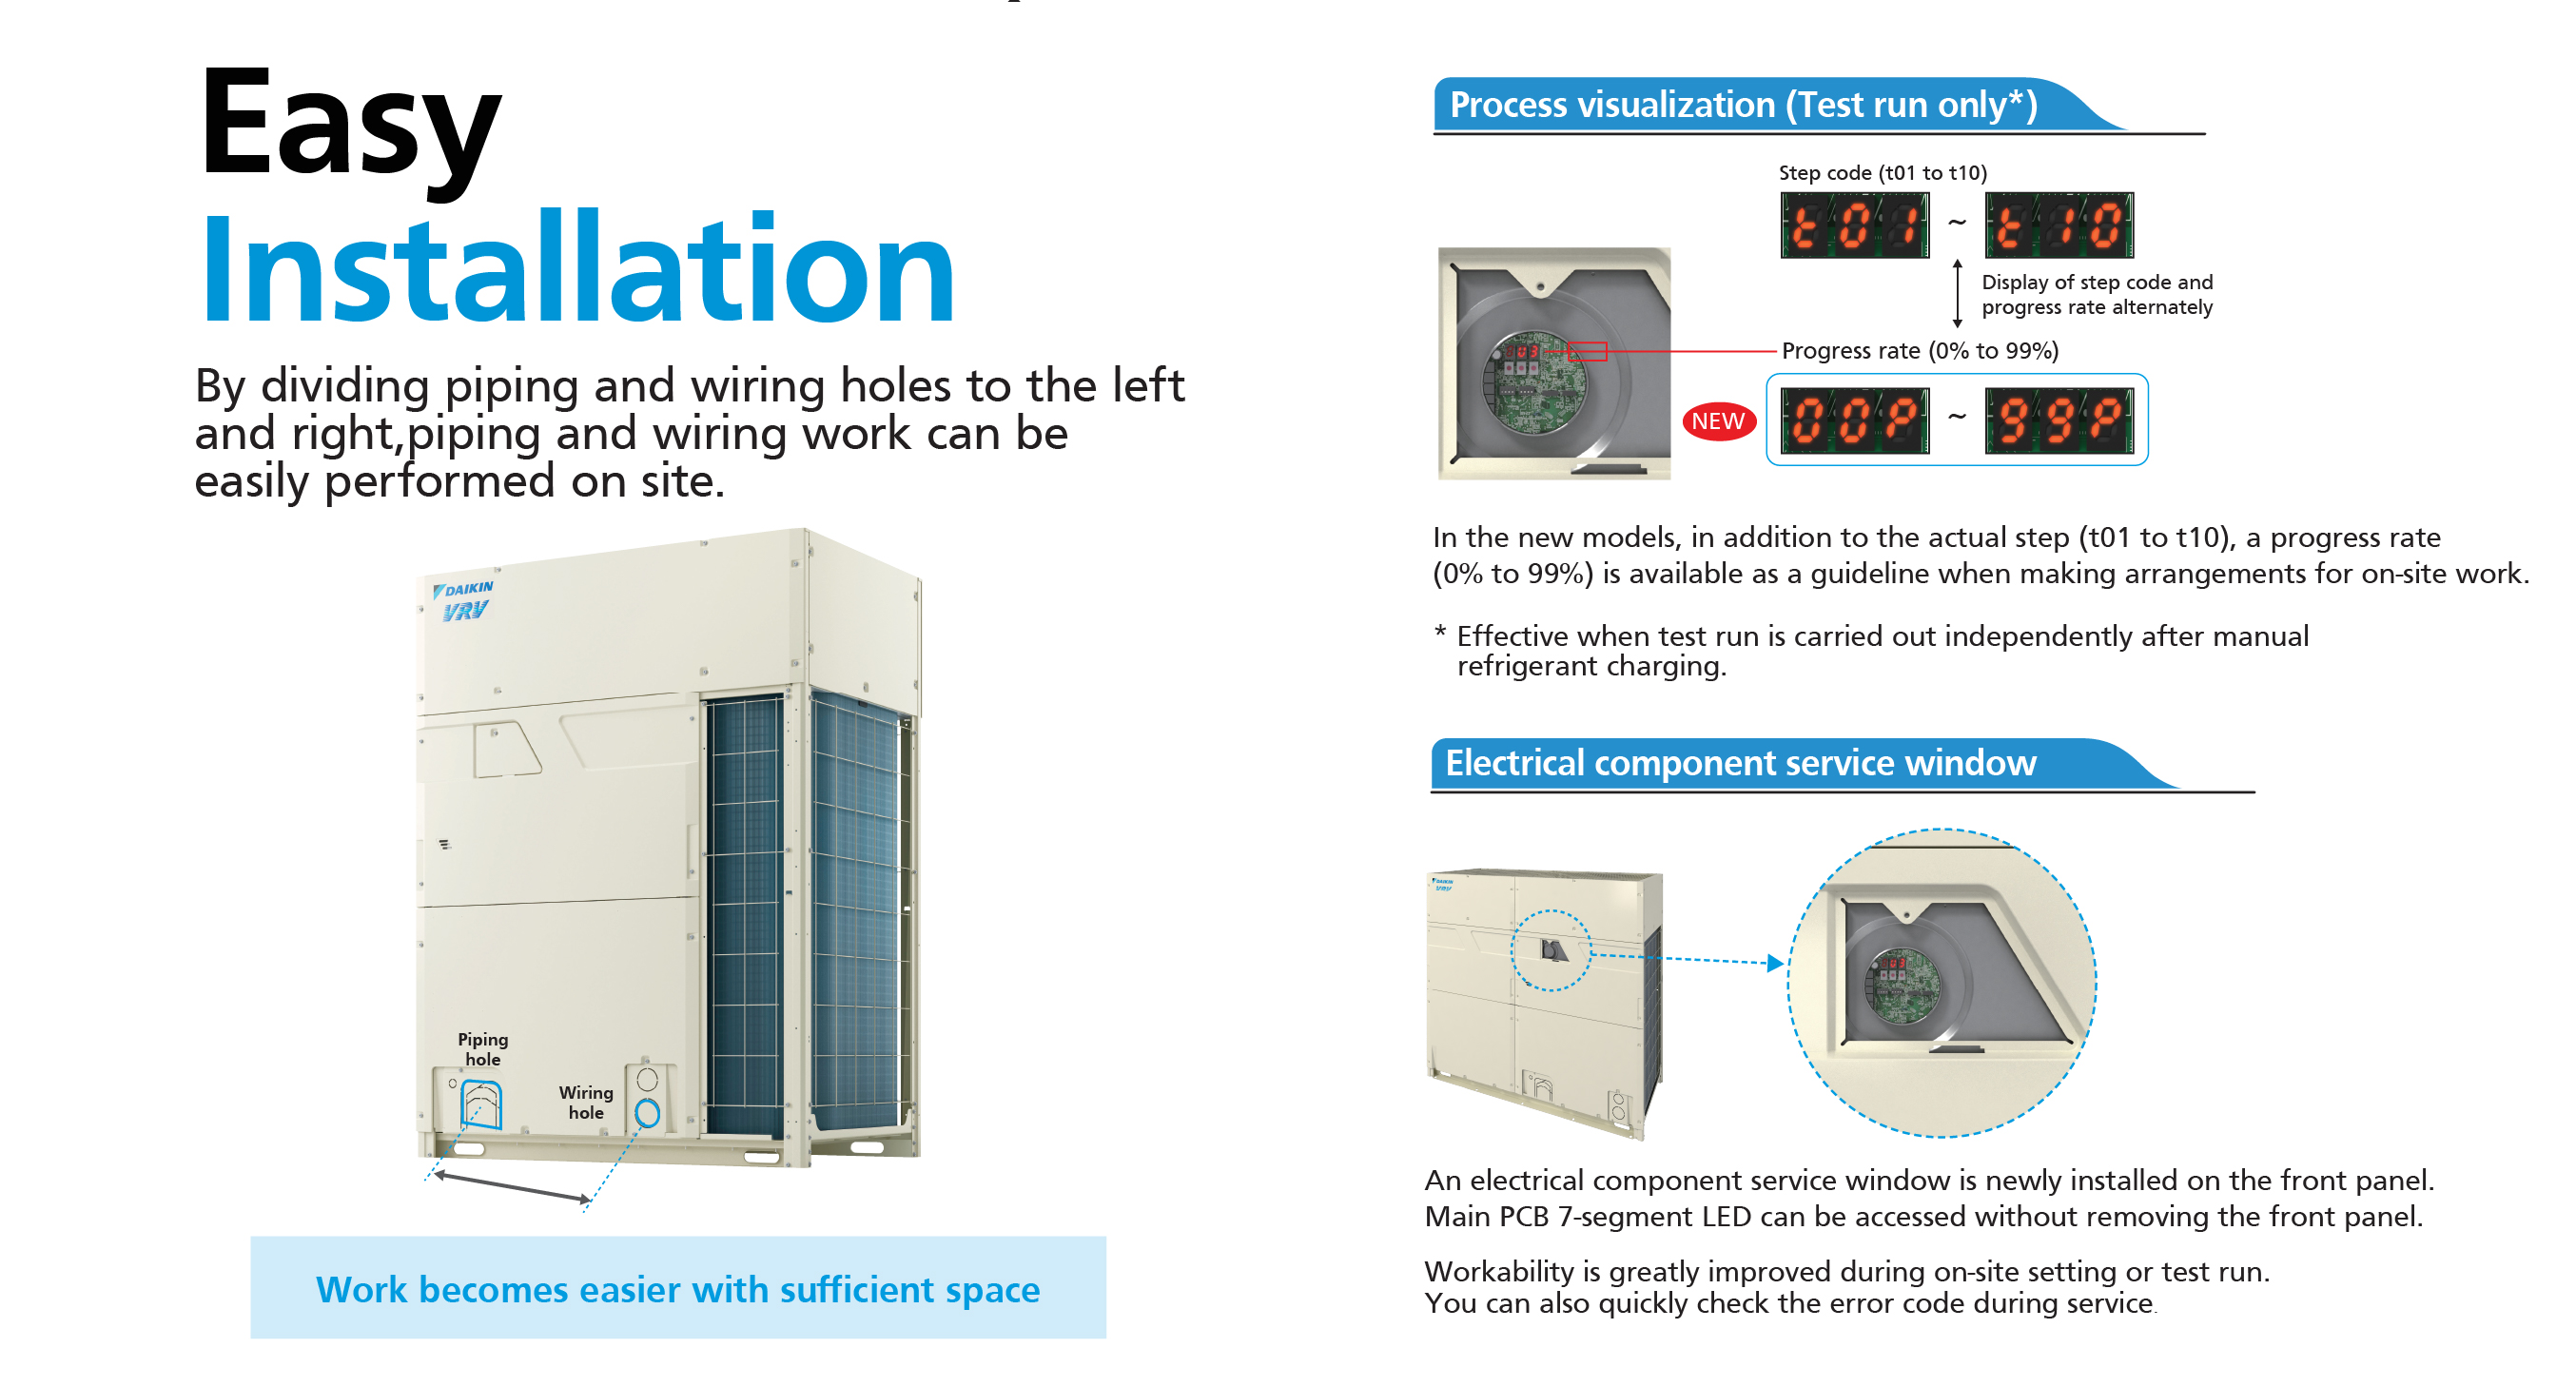 Easy
Installation
By dividing piping and wiring holes to the left
and right,piping and wiring work can be
easily performed on site.
DAIKIN
VRV
Piping
hole
Wiring
hole
Work becomes easier with sufficient space
Process visualization (Test run only*)
Step code (t01 to t10)
t01 ~ t10
Display of step code and
progress rate alternately
003
Progress rate (0% to 99%)
NEW
00P ~ 99P
In the new models, in addition to the actual step (t01 to t10), a progress rate
(0% to 99%) is available as a guideline when making arrangements for on-site work.
* Effective when test run is carried out independently after manual
refrigerant charging.
Electrical component service window
DAIKIN
VRV
03
An electrical component service window is newly installed on the front panel.
Main PCB 7-segment LED can be accessed without removing the front panel.
Workability is greatly improved during on-site setting or test run.
You can also quickly check the error code during service.